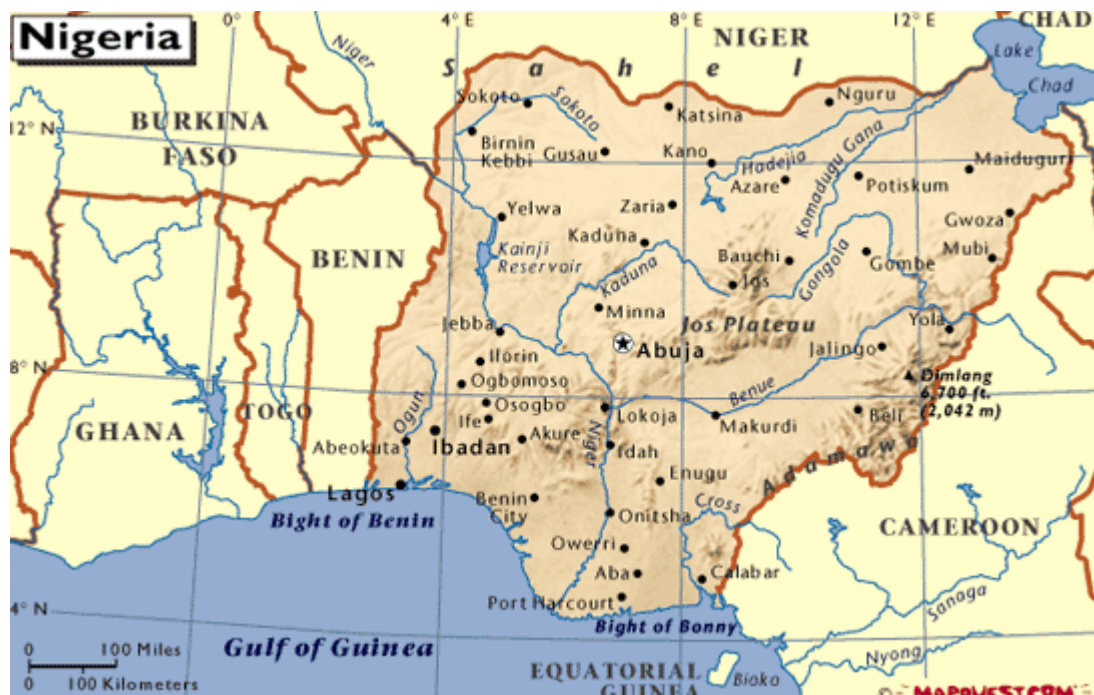 Nigeria
0°
4° E
8° E
12° E
CHAD
NIGER
Lake
Chad
Niger
S a h e l
Sokoto
Sokoto
Katsina
Nguru
12° N
BURKINA
FASO
Birnin
Kebbi
Gusau
Kano
Hadejia
Komadugu Gana
Maiduguri
Azare
Potiskum
Yelwa
Zaria
Gwoza
Kaduna
Kainji
Reservoir
BENIN
Kaduna
Bauchi
Jos
Gongola
Gombe
Mubi
Minna
Jos Plateau
Jebba
Yola
Abuja
Jalingo
Ilorin
8° N
Ogbomoso
Benue
Dimlang
6,700 ft.
(2,042 m)
TOGO
Ogun
Osogbo
Lokoja
Beli
GHANA
Ife
Makurdi
Abeokuta
Ibadan
Akure
Niger
Idah
Adamawa
Enugu
Lagos
Benin
City
Cross
Bight of Benin
Onitsha
CAMEROON
Owerri
Aba
Calabar
4° N
Port Harcourt
Sanaga
Bight of Bonny
Gulf of Guinea
0 100 Miles
0 100 Kilometers
EQUATORIAL
GUINEA
Bioko
Nyong
© MAPQUEST.COM™